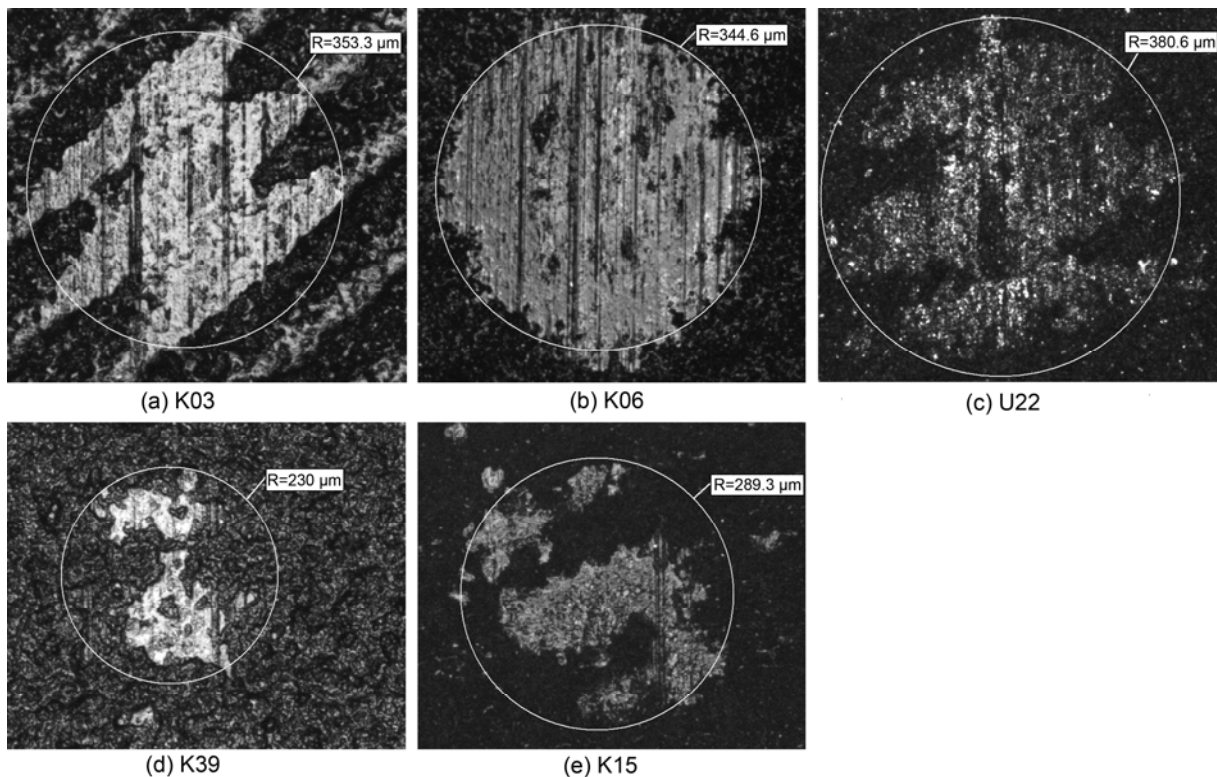 R=353.3 µm
R=344.6 µm
R=380.6 µm
(a) K03
(b) K06
(c) U22
R=230 µm
R=289.3 µm
(d) K39
(e) K15